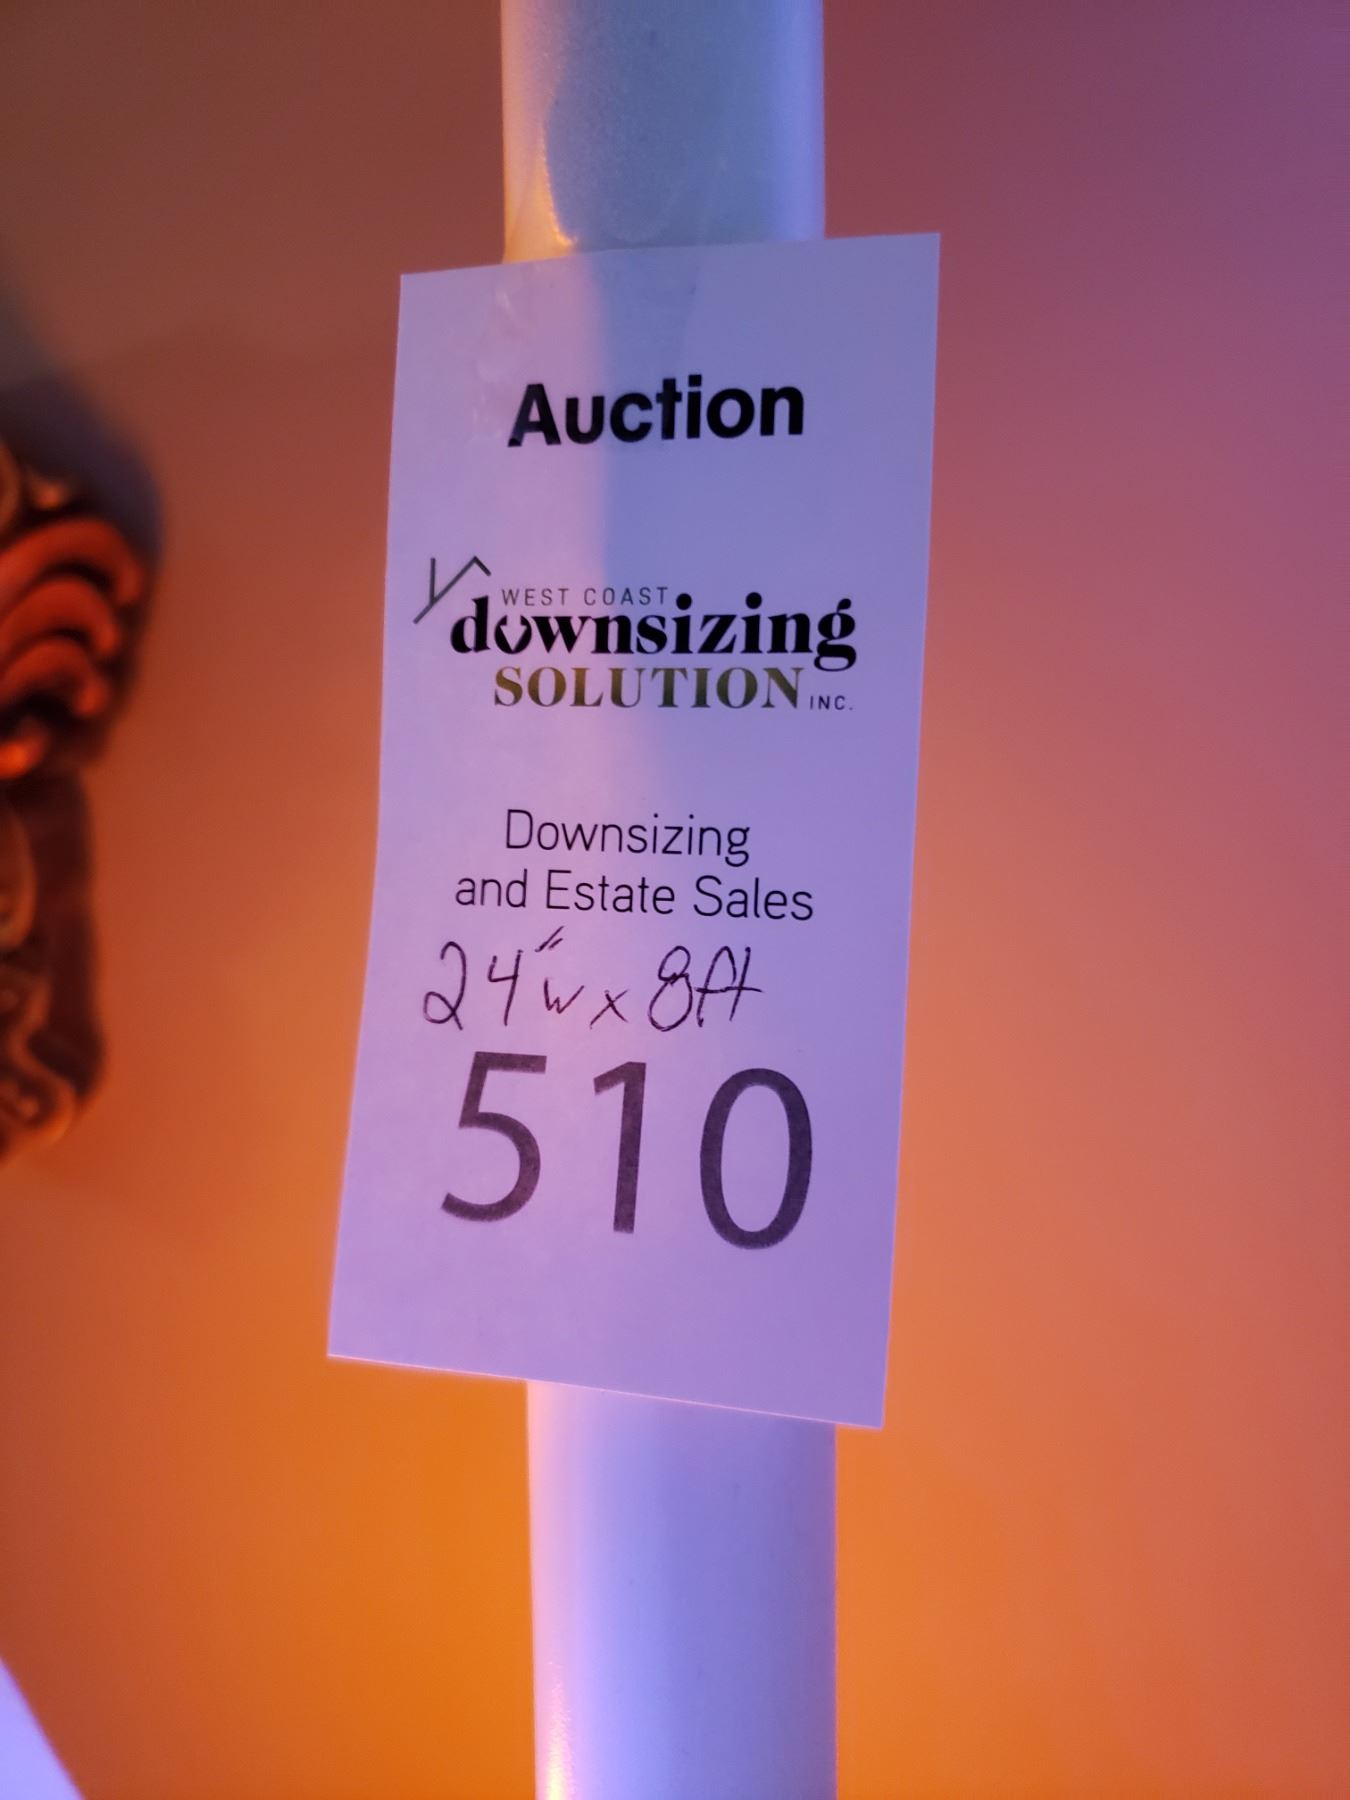 Auction
WEST COAST
downsizing
SOLUTION INC.
Downsizing
and Estate Sales
24"w x 8ft
510